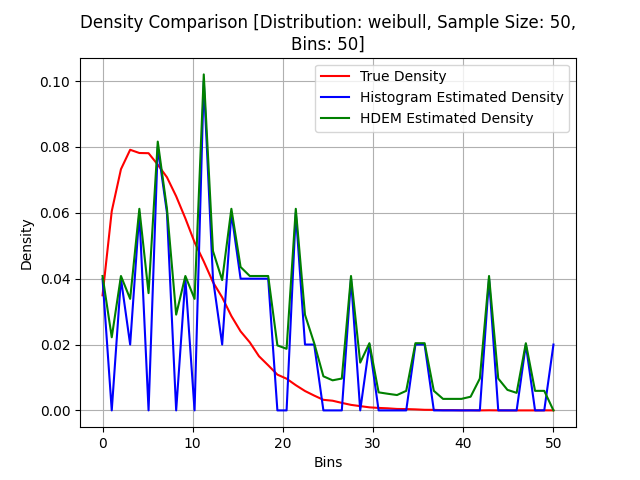 Density Comparison [Distribution: weibull, Sample Size: 50,
Bins: 50]
True Density
Histogram Estimated Density
HDEM Estimated Density
Density
0.10
0.08
0.06
0.04
0.02
0.00
0 10 20 30 40 50
Bins